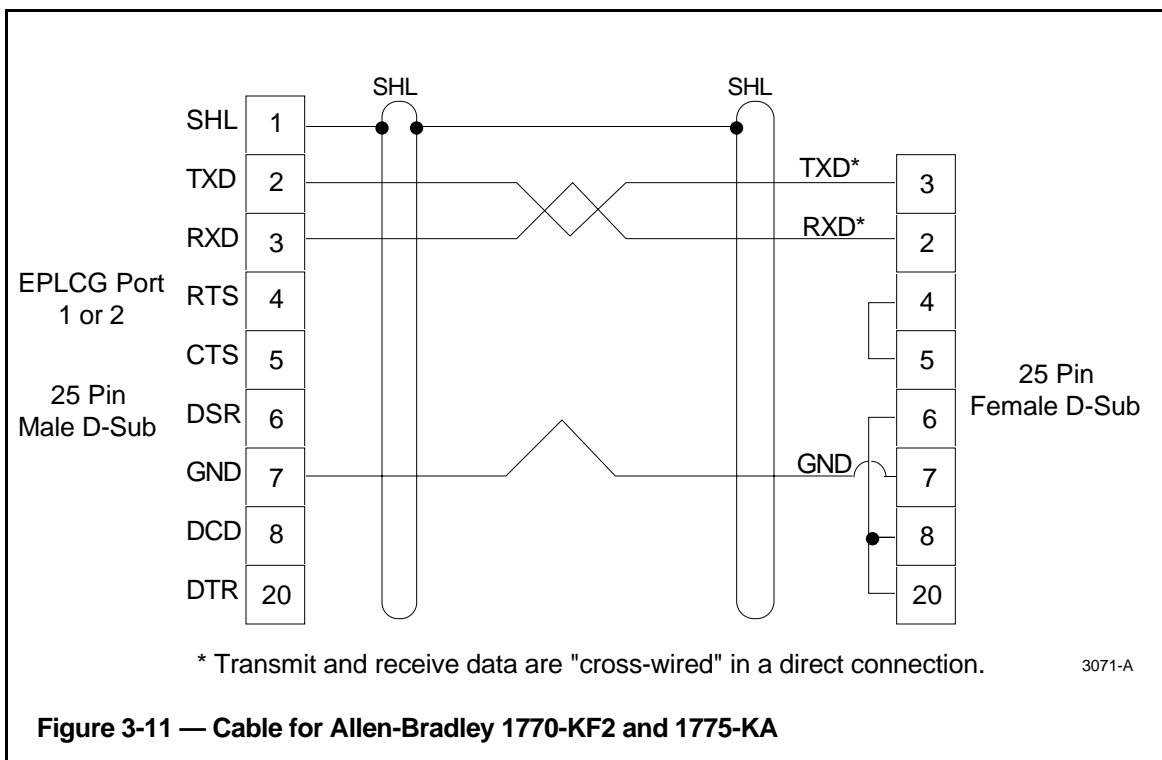 SHL
SHL
SHL 1
TXD 2
TXD* 3
RXD 3
RXD* 2
EPLCG Port
1 or 2
RTS 4
4
CTS 5
5
25 Pin
Male D-Sub
25 Pin
Female D-Sub
DSR 6
6
GND 7
GND 7
DCD 8
8
DTR 20
20
* Transmit and receive data are "cross-wired" in a direct connection.
3071-A
Figure 3-11 — Cable for Allen-Bradley 1770-KF2 and 1775-KA